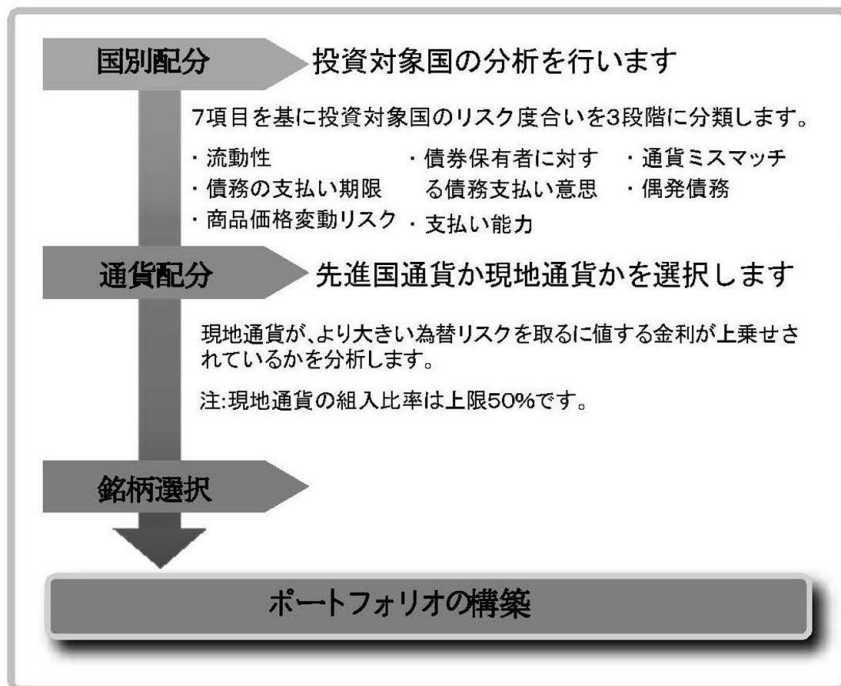 国別配分
投資対象国の分析を行います
7項目を基に投資対象国のリスク度合いを3段階に分類します。
・流動性
・債務の支払い期限
・商品価格変動リスク
・債券保有者に対す
る債務支払い意思
・支払い能力
・通貨ミスマッチ
・偶発債務
通貨配分
先進国通貨か現地通貨かを選択します
現地通貨が、より大きい為替リスクを取るに値する金利が上乗せさ
れているかを分析します。
注:現地通貨の組入比率は上限50%です。
銘柄選択
ポートフォリオの構築